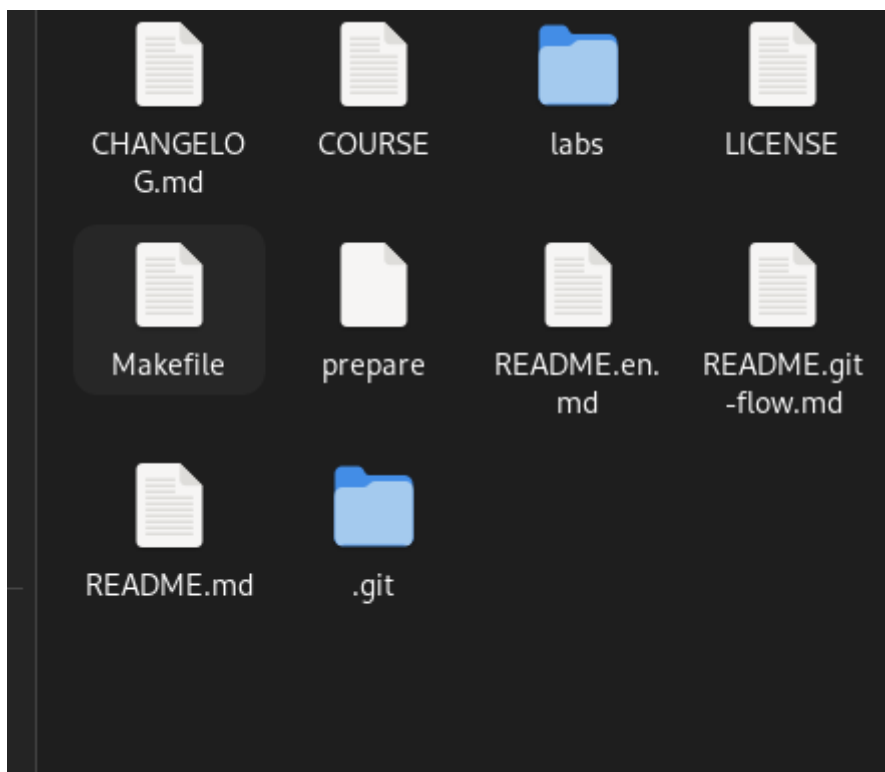 CHANGELO
G.md
COURSE
labs
LICENSE
Makefile
prepare
README.en.
md
README.git
-flow.md
README.md
.git